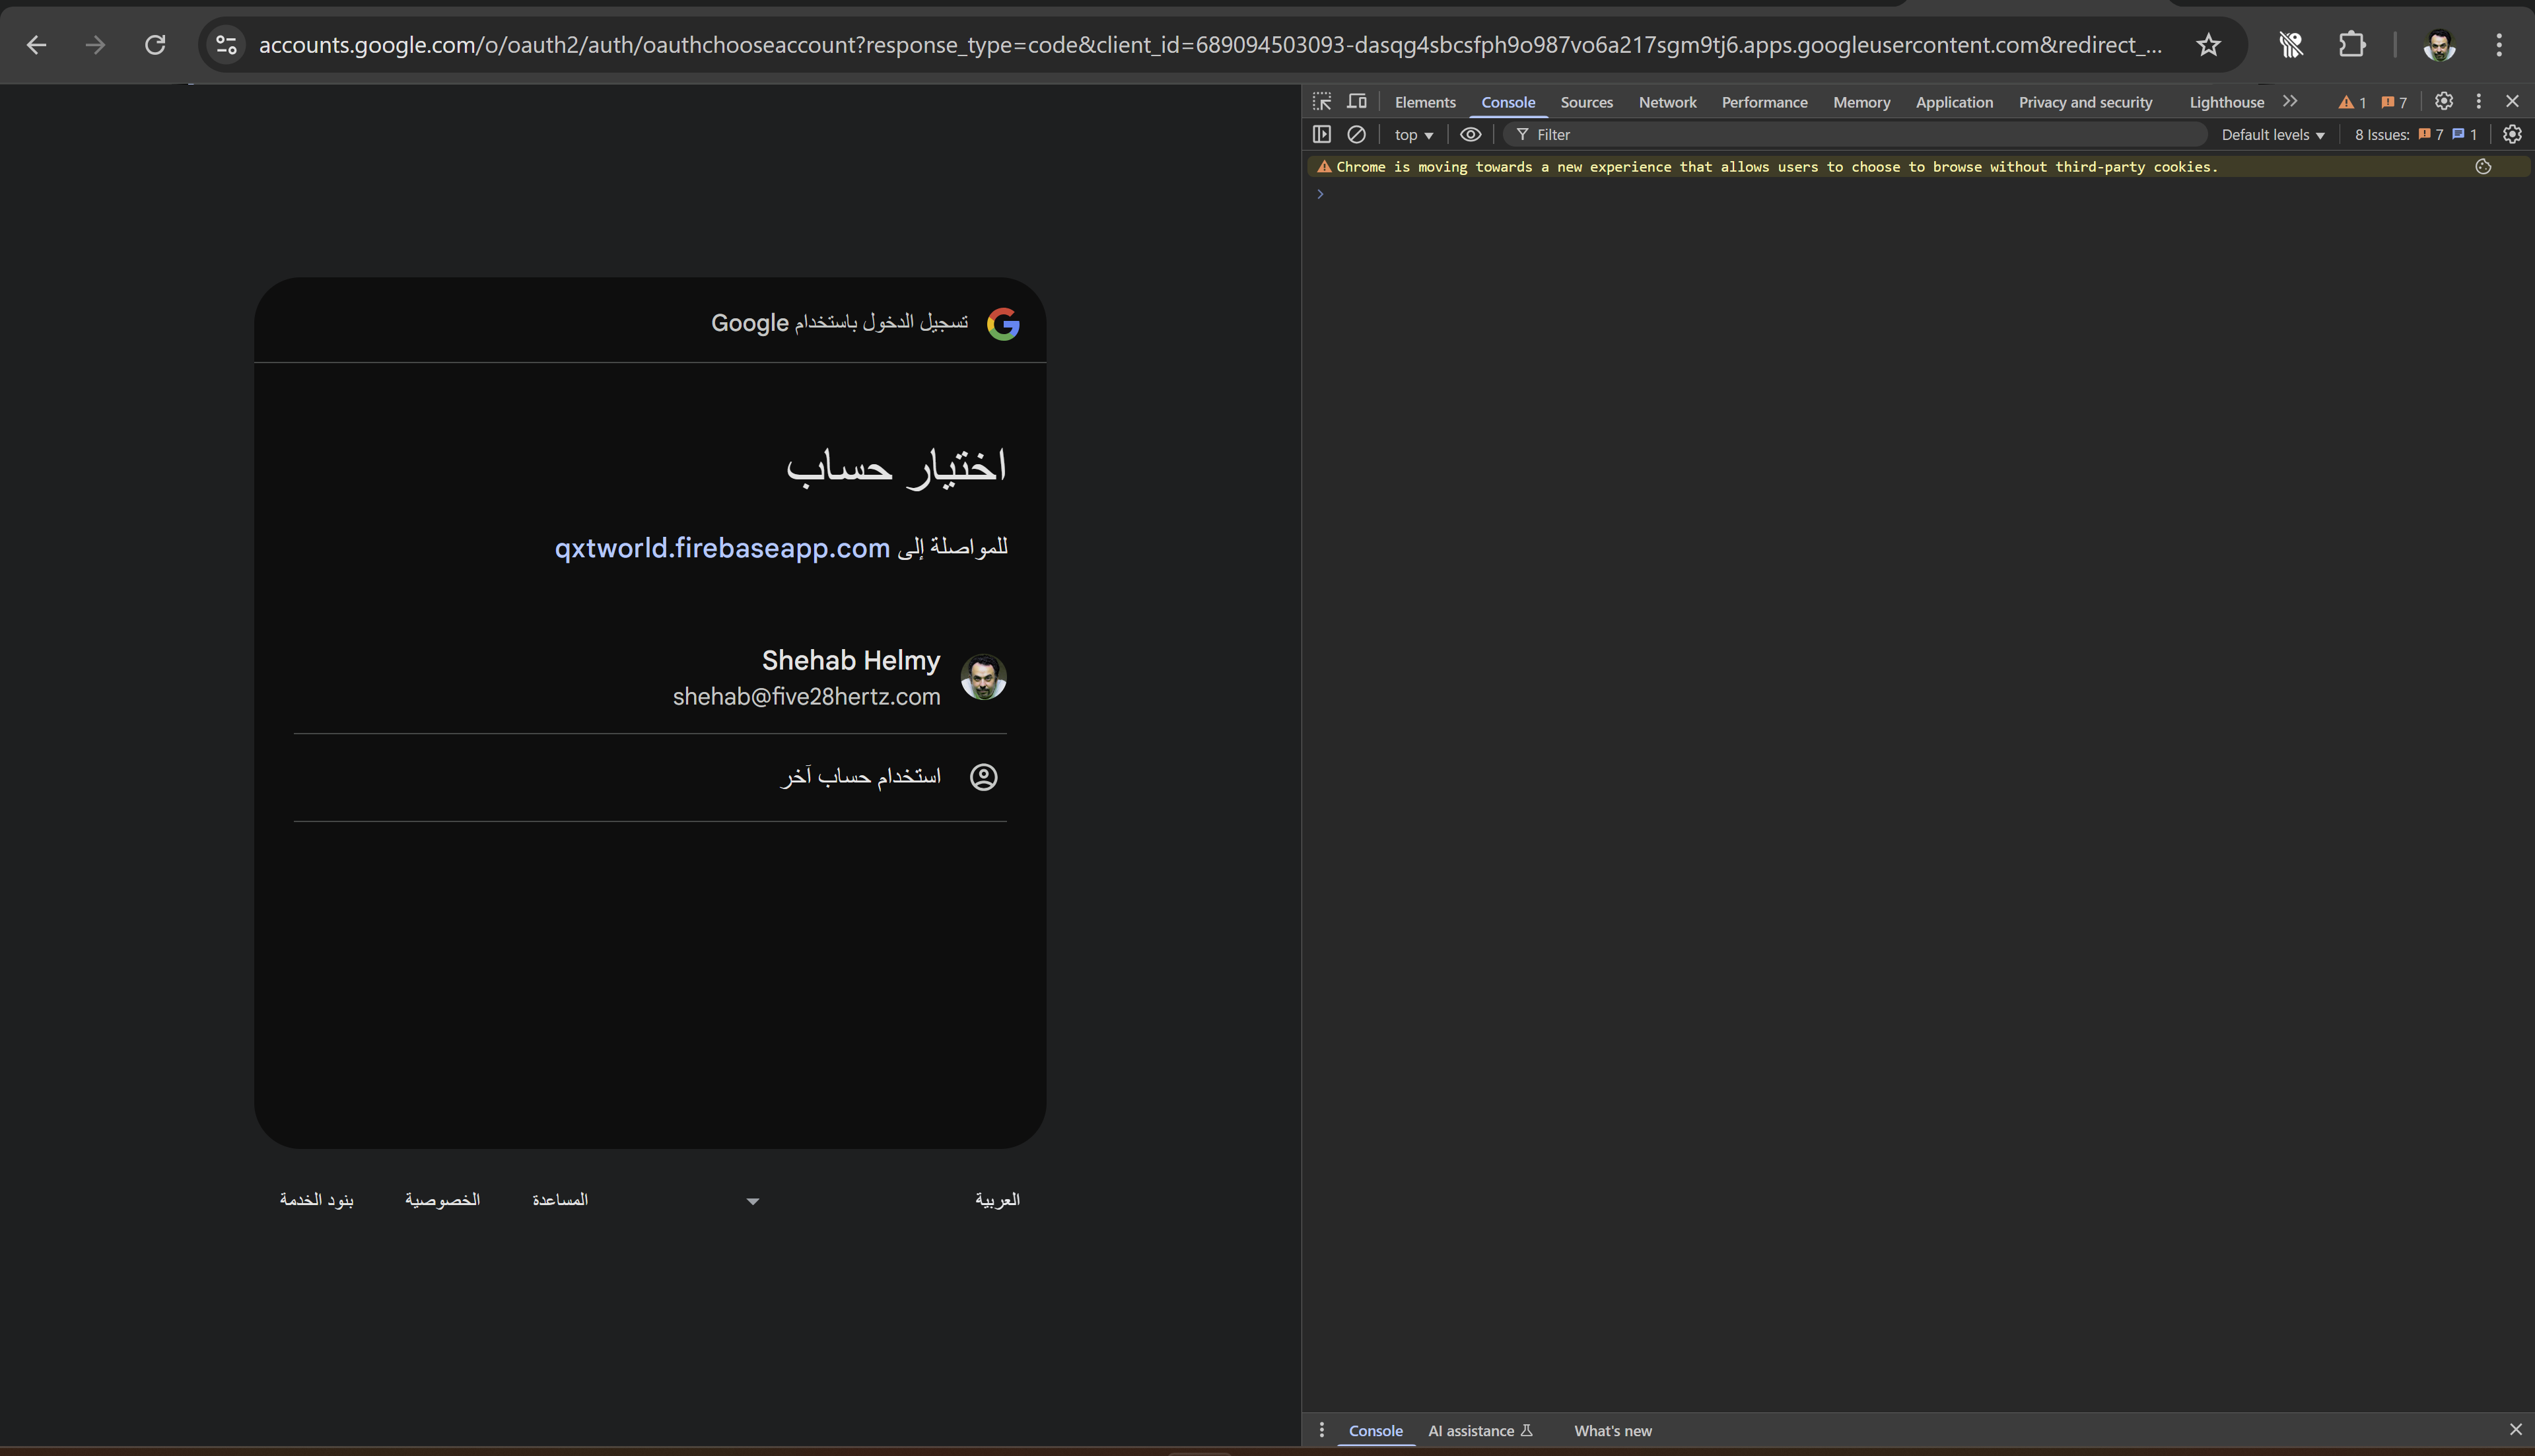 accounts.google.com/o/oauth2/auth/oauthchooseaccount?response_type=code&client_id=689094503093-dasqg4sbcsfph9o987vo6a217sgm9tj6.apps.googleusercontent.com&redirect_...
Elements Console Sources Network Performance Memory Application Privacy and security Lighthouse 1 7
top Filter Default levels 8 Issues: 7 1
Chrome is moving towards a new experience that allows users to choose to browse without third-party cookies.
تسجيل الدخول باستخدام Google
اختيار حساب
للمواصلة إلى qxtworld.firebaseapp.com
Shehab Helmy
shehab@five28hertz.com
استخدام حساب آخر
العربية المساعدة الخصوصية بنود الخدمة
Console AI assistance What's new